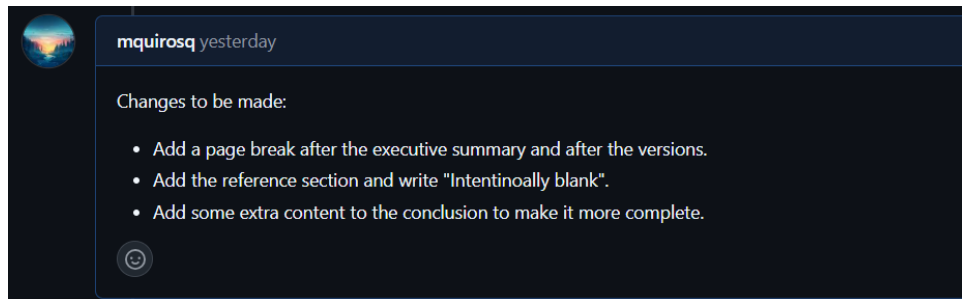 mquirosq yesterday
Changes to be made:
• Add a page break after the executive summary and after the versions.
• Add the reference section and write "Intentinoally blank".
• Add some extra content to the conclusion to make it more complete.